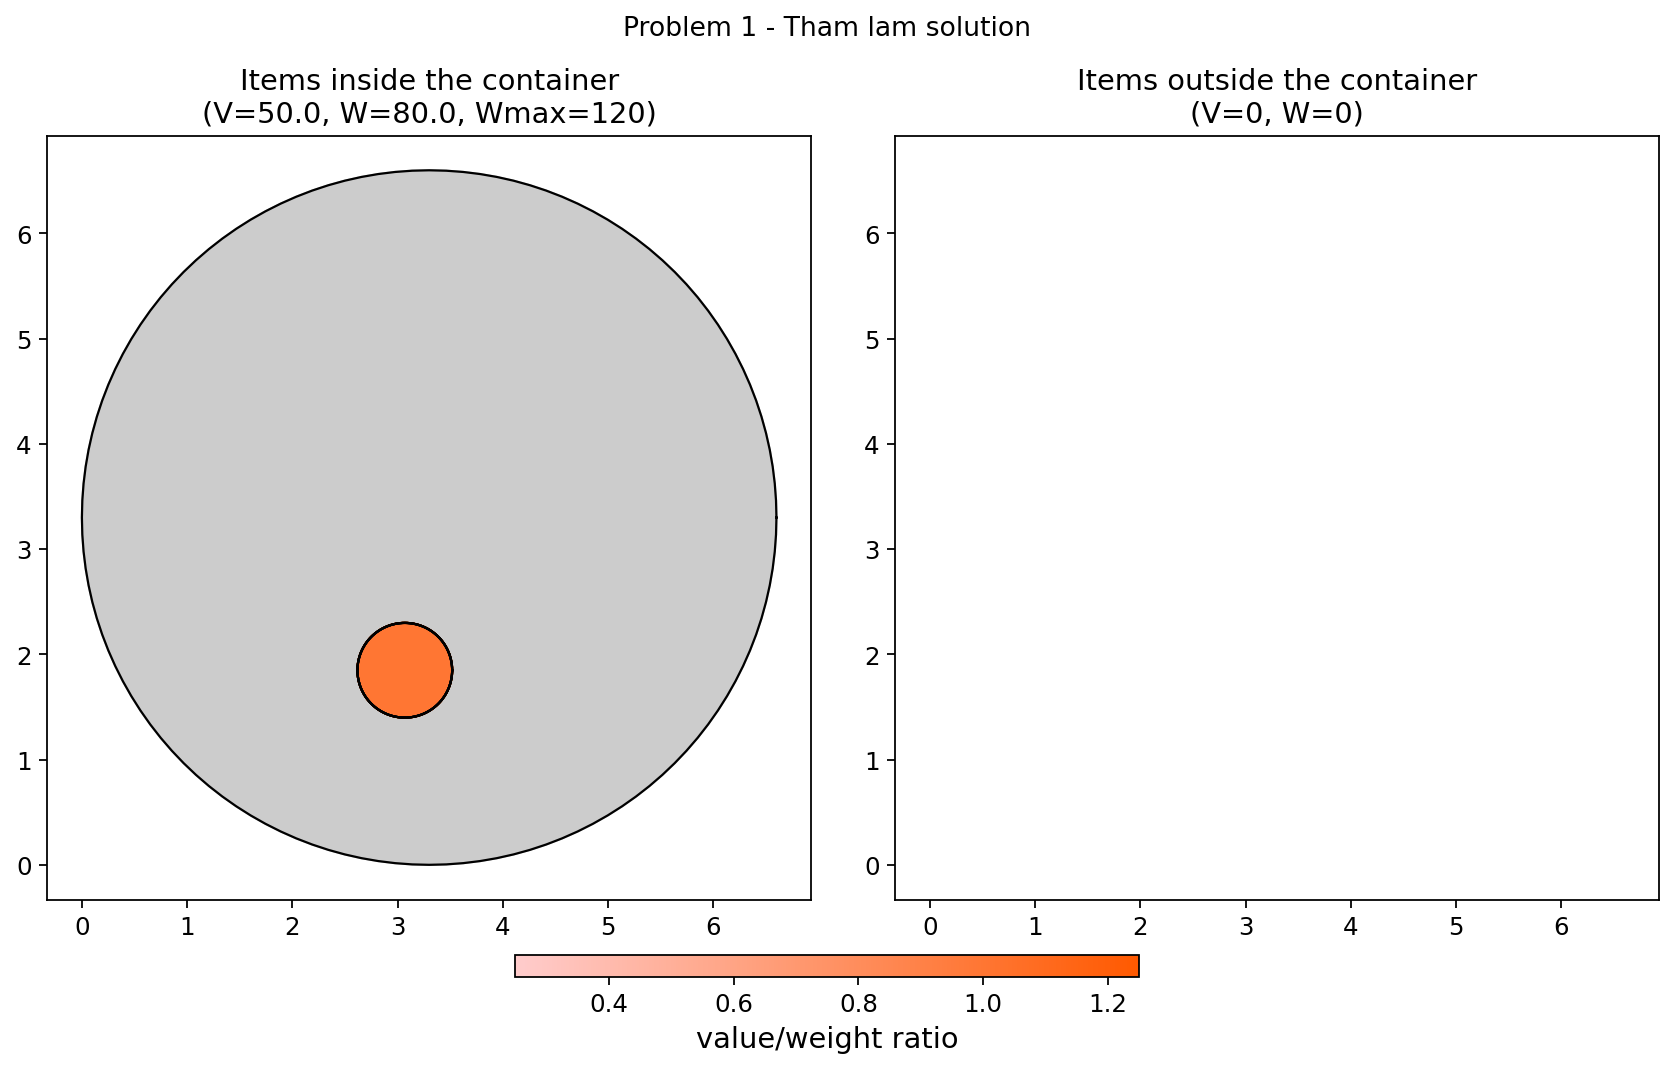 Problem 1 - Tham lam solution
Items inside the container
(V=50.0, W=80.0, Wmax=120)
6
5
4
3
2
1
0
0 1 2 3 4 5 6
Items outside the container
(V=0, W=0)
6
5
4
3
2
1
0
0 1 2 3 4 5 6
0.4 0.6 0.8 1.0 1.2
value/weight ratio